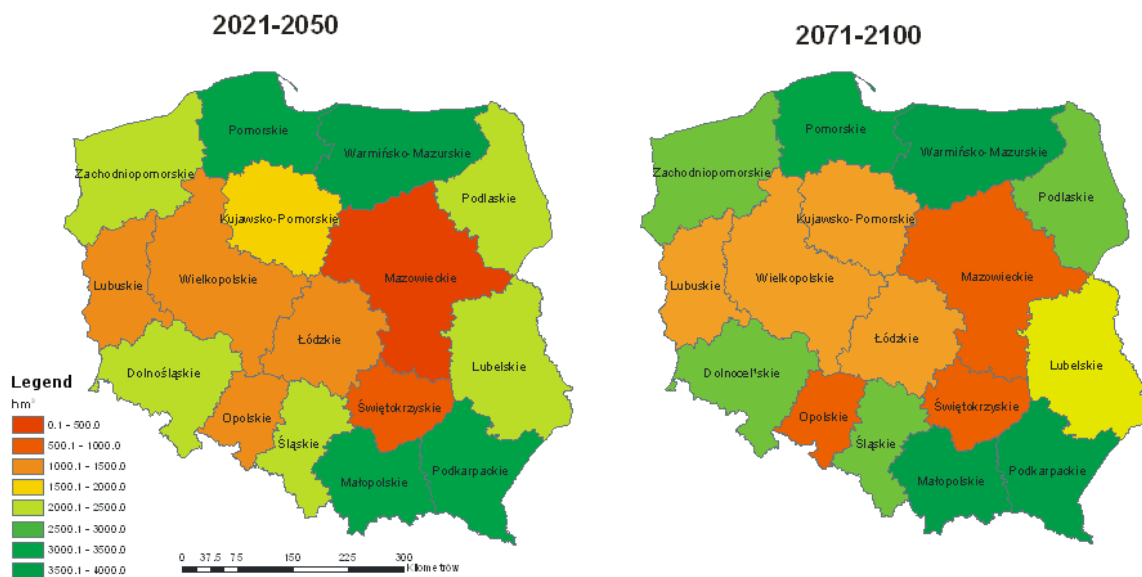 2021-2050
2071-2100
Pomorskie
Warmińsko-Mazurskie
Zachodniopomorskie
Podlaskie
Kujawsko-Pomorskie
Mazowieckie
Lubuskie
Wielkopolskie
Łódzkie
Dolnośląskie
Lubelskie
Opolskie
Świętokrzyskie
Śląskie
Małopolskie
Podkarpackie
Pomorskie
Warmińsko-Mazurskie
Zachodniopomorskie
Podlaskie
Kujawsko-Pomorskie
Mazowieckie
Lubuskie
Wielkopolskie
Łódzkie
Dolnocel'skie
Lubelskie
Opolskie
Świętokrzyskie
Śląskie
Małopolskie
Podkarpackie
Legend
hm³
0.1 - 500.0
500.1 - 1000.0
1000.1 - 1500.0
1500.1 - 2000.0
2000.1 - 2500.0
2500.1 - 3000.0
3000.1 - 3500.0
3500.1 - 4000.0
0 37.5 75 150 225 300
Kilometrów